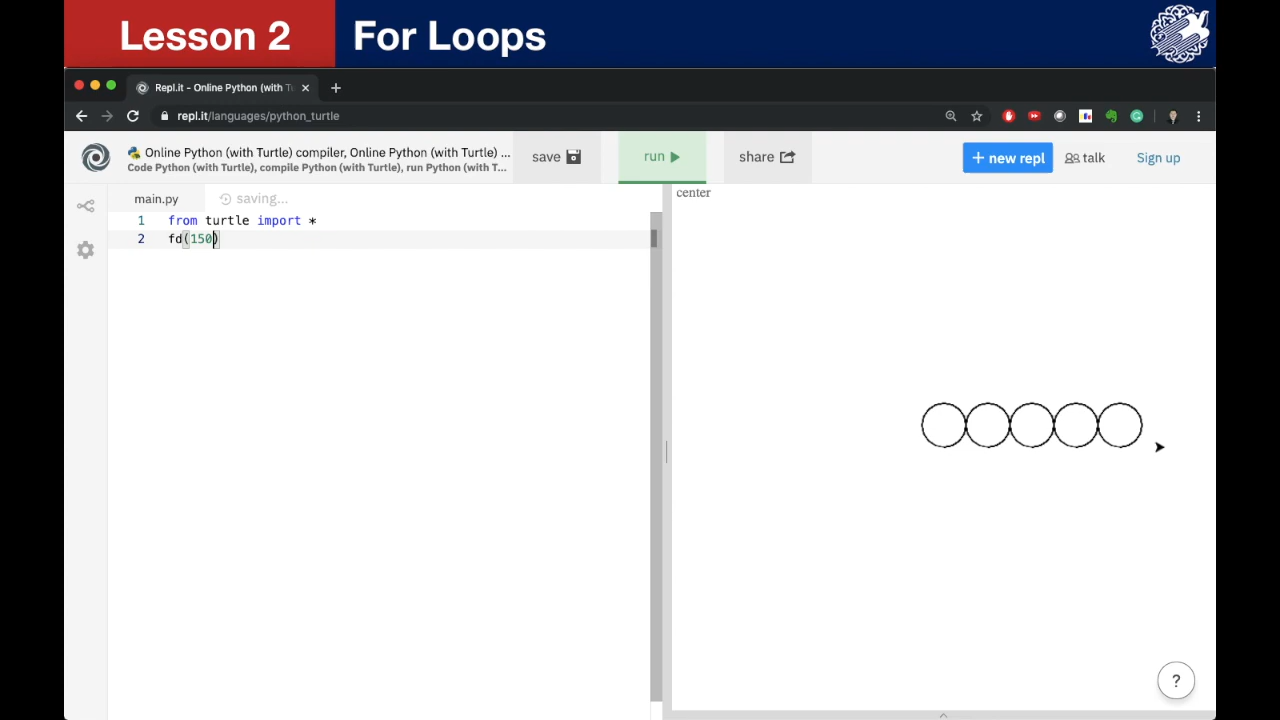 Lesson 2 For Loops
Repl.it - Online Python (with Tu
repl.it/languages/python_turtle
Online Python (with Turtle) compiler, Online Python (with Turtle) ...
Code Python (with Turtle), compile Python (with Turtle), run Python (with T...
save
run
share
+ new repl
talk
Sign up
main.py
saving...
center
1 from turtle import *
2 fd(150)
?